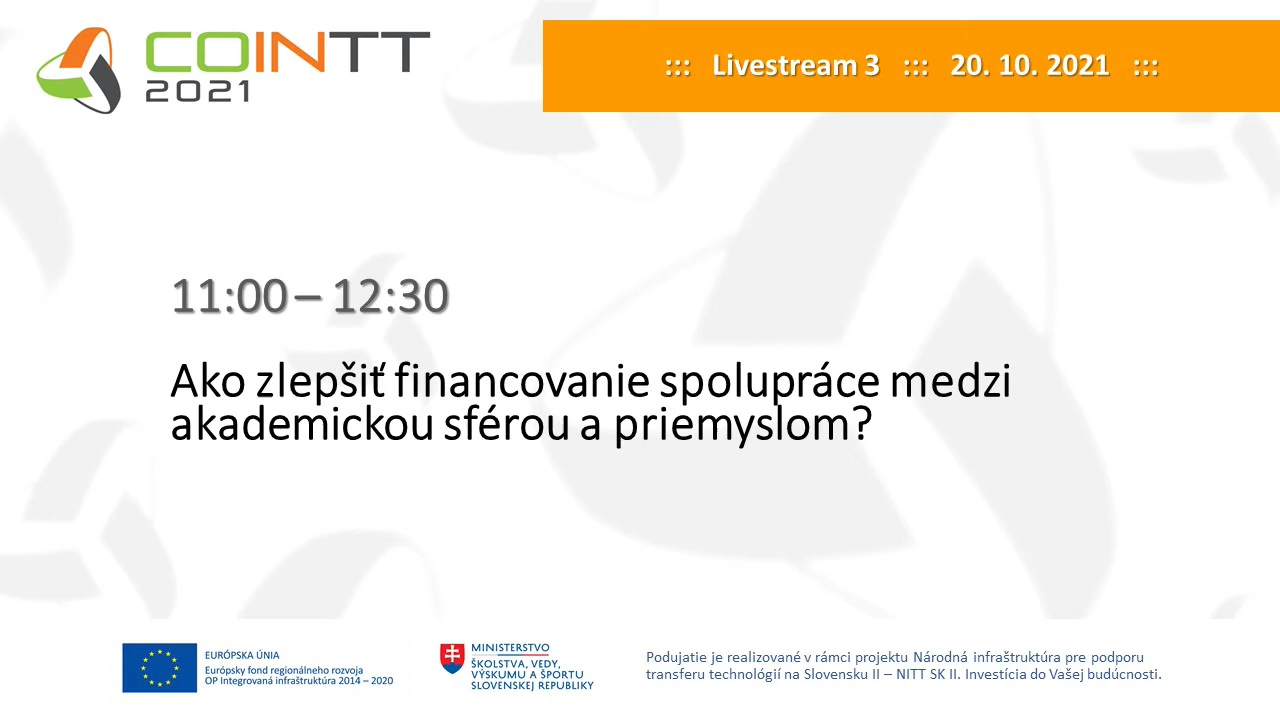 COINTT
2021
::: Livestream 3 ::: 20. 10. 2021 :::
11:00 – 12:30
Ako zlepšiť financovanie spolupráce medzi
akademickou sférou a priemyslom?
EURÓPSKA ÚNIA
Európsky fond regionálneho rozvoja
OP Integrovaná infraštruktúra 2014 – 2020
MINISTERSTVO
ŠKOLSTVA, VEDY,
VÝSKUMU A ŠPORTU
SLOVENSKEJ REPUBLIKY
Podujatie je realizované v rámci projektu Národná infraštruktúra pre podporu
transferu technológií na Slovensku II – NITT SK II. Investícia do Vašej budúcnosti.